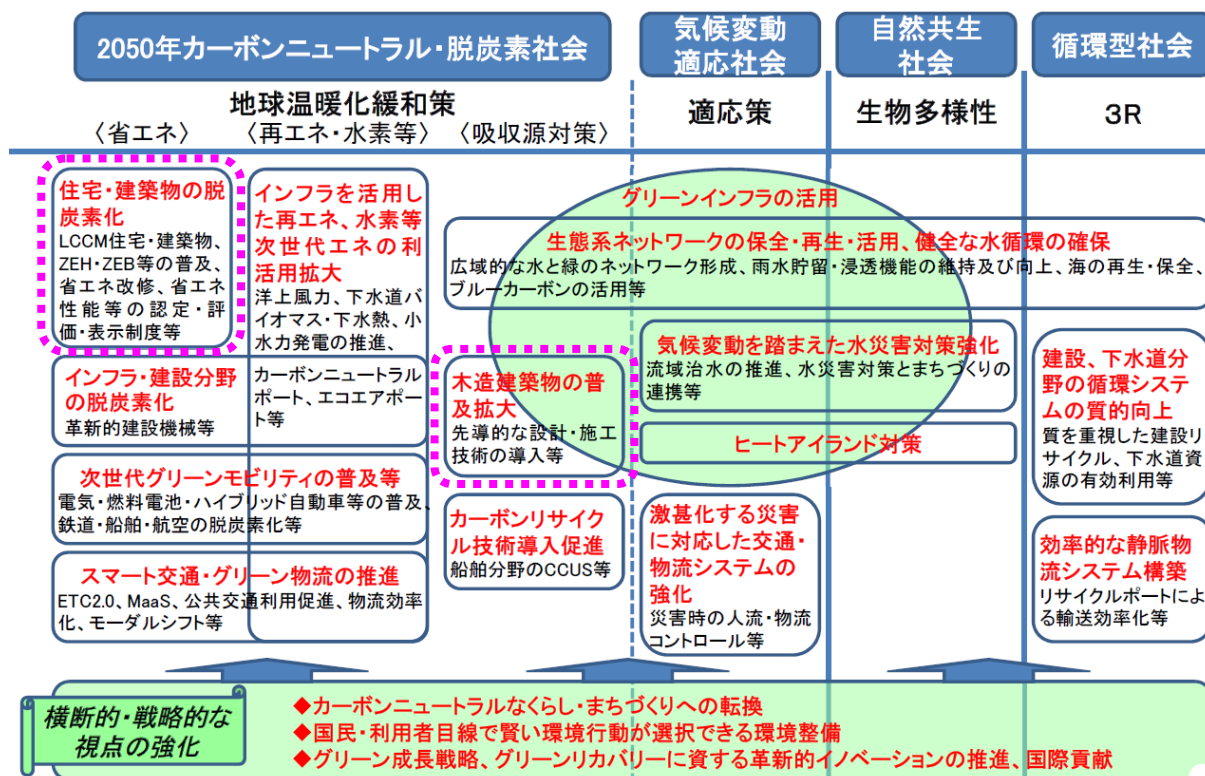 2050年カーボンニュートラル・脱炭素社会
気候変動
適応社会
自然共生
社会
循環型社会
地球温暖化緩和策
〈省エネ〉
〈再エネ・水素等〉
〈吸収源対策〉
適応策
生物多様性
3R
住宅・建築物の脱
炭素化
LCCM住宅・建築物、
ZEH・ZEB等の普及、
省エネ改修、省エネ
性能等の認定・評
価・表示制度等
インフラを活用し
た再エネ、水素等
次世代エネの利
活用拡大
洋上風力、下水道バ
イオマス・下水熱、小
水力発電の推進、
カーボンニュートラル
ポート、エコエアポー
ト等
インフラ・建設分野
の脱炭素化
革新的建設機械等
次世代グリーンモビリティの普及等
電気・燃料電池・ハイブリッド自動車等の普及、
鉄道・船舶・航空の脱炭素化等
スマート交通・グリーン物流の推進
ETC2.0、MaaS、公共交通利用促進、物流効率
化、モーダルシフト等
グリーンインフラの活用
生態系ネットワークの保全・再生・活用、健全な水循環の確保
広域的な水と緑のネットワーク形成、雨水貯留・浸透機能の維持及び向上、海の再生・保全、
ブルーカーボンの活用等
木造建築物の普
及拡大
先導的な設計・施工
技術の導入等
カーボンリサイク
ル技術導入促進
船舶分野のCCUS等
気候変動を踏まえた水災害対策強化
流域治水の推進、水災害対策とまちづくりの
連携等
ヒートアイランド対策
激甚化する災害
に対応した交通・
物流システムの
強化
災害時の人流・物流
コントロール等
建設、下水道分
野の循環システ
ムの質的向上
質を重視した建設リ
サイクル、下水道資
源の有効利用等
効率的な静脈物
流システム構築
リサイクルポートによ
る輸送効率化等
横断的・戦略的な
視点の強化
◆カーボンニュートラルなくらし・まちづくりへの転換
◆国民・利用者目線で賢い環境行動が選択できる環境整備
◆グリーン成長戦略、グリーンリカバリーに資する革新的イノベーションの推進、国際貢献